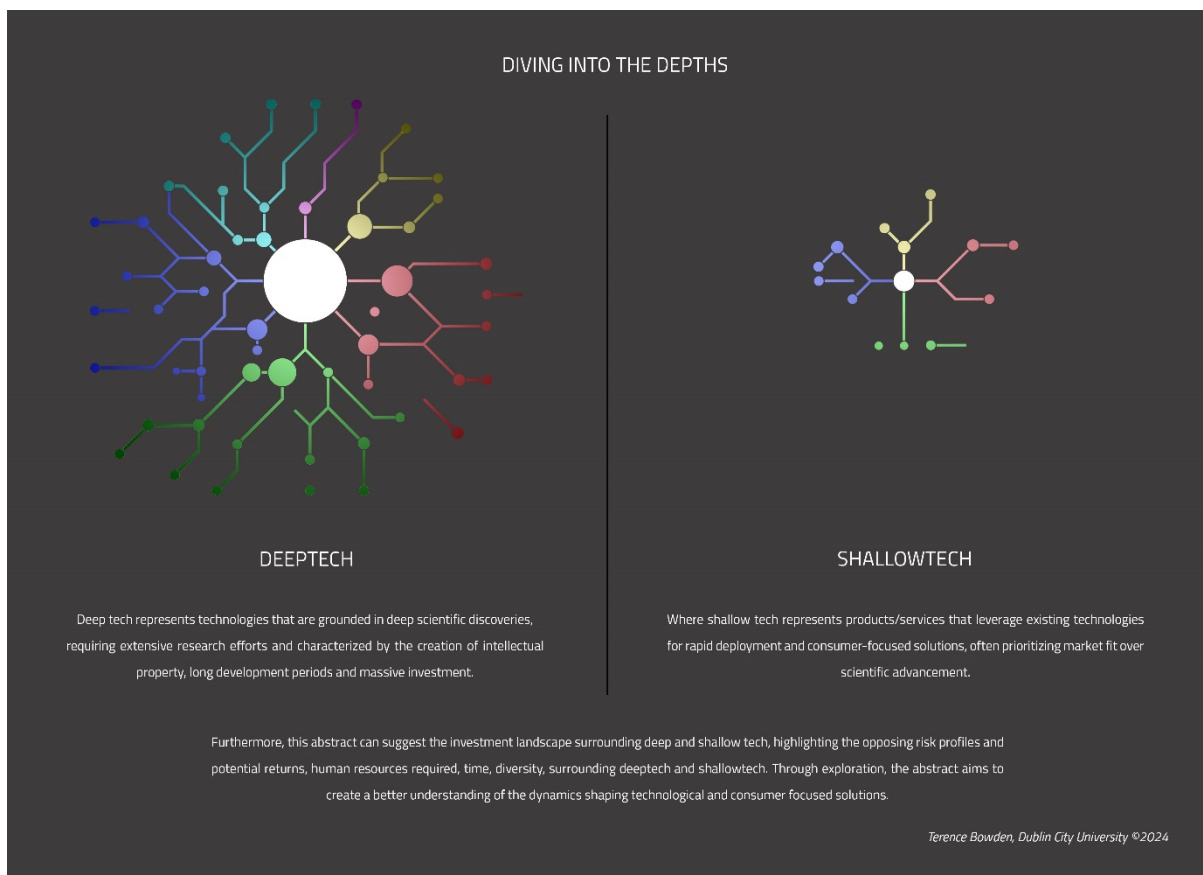 DIVING INTO THE DEPTHS
DEEPTECH
Deep tech represents technologies that are grounded in deep scientific discoveries,
requiring extensive research efforts and characterized by the creation of intellectual
property, long development periods and massive investment.
SHALLOWTECH
Where shallow tech represents products/services that leverage existing technologies
for rapid deployment and consumer-focused solutions, often prioritizing market fit over
scientific advancement.
Furthermore, this abstract can suggest the investment landscape surrounding deep and shallow tech, highlighting the opposing risk profiles and
potential returns, human resources required, time, diversity, surrounding deeptech and shallowtech. Through exploration, the abstract aims to
create a better understanding of the dynamics shaping technological and consumer focused solutions.
Terence Bowden, Dublin City University ©2024